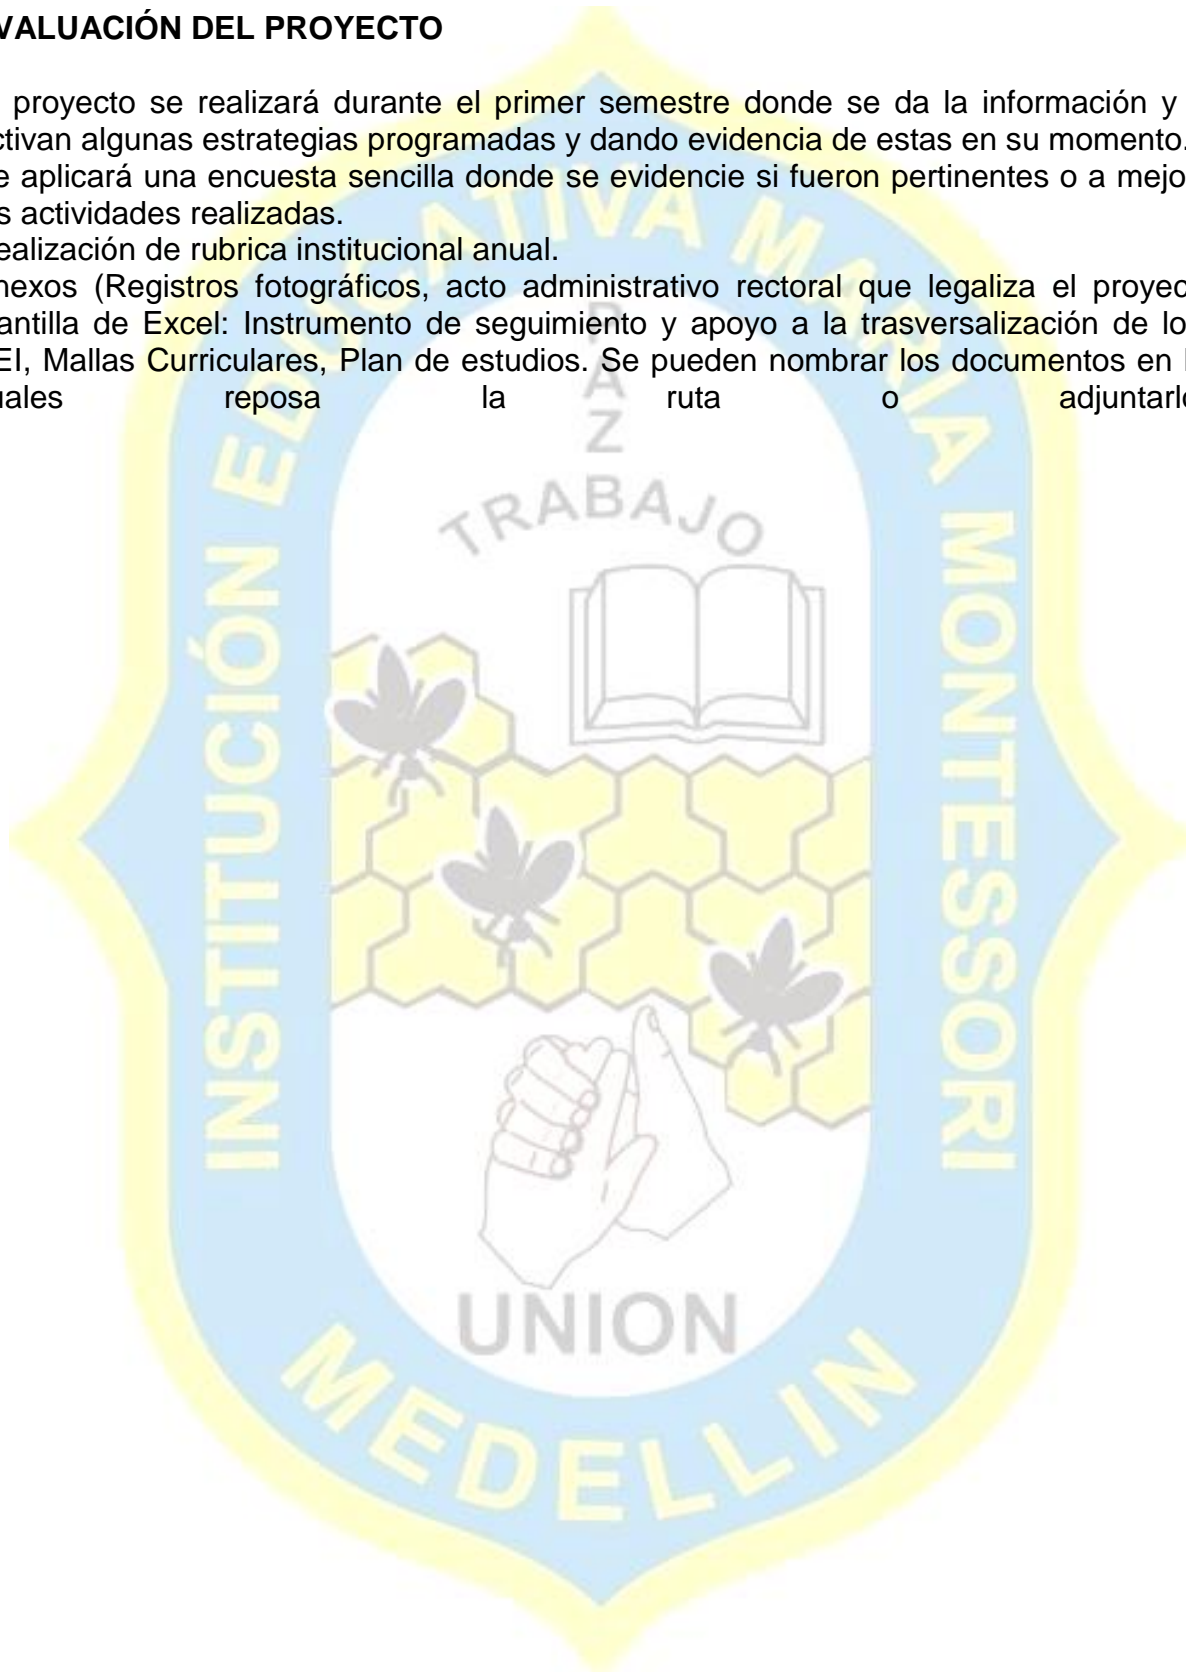 VALUACIÓN DEL PROYECTO
proyecto se realizará durante el primer semestre donde se da la información y
ctivan algunas estrategias programadas y dando evidencia de estas en su momento.
e aplicará una encuesta sencilla donde se evidencie si fueron pertinentes o a mejo
s actividades realizadas.
ealización de rubrica institucional anual.
nexos (Registros fotográficos, acto administrativo rectoral que legaliza el proyec
antilla de Excel: Instrumento de seguimiento y apoyo a la trasversalización de lo
EI, Mallas Curriculares, Plan de estudios. Se pueden nombrar los documentos en l
uales reposa la ruta o adjuntarlo
INSTITUCIÓN EDUCATIVA MARIA MONTESSORI
PAZ
TRABAJO
UNION
MEDELLIN